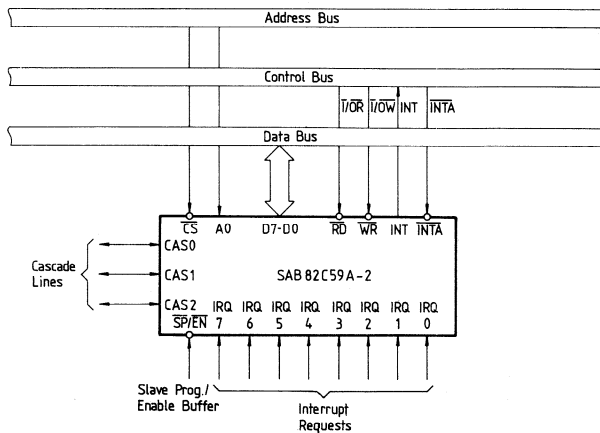 Address Bus
Control Bus
I/OR I/OW INT INTA
Data Bus
CS A0 D7-D0 RD WR INT INTA
CAS0
Cascade
Lines
CAS1
SAB 82C59A-2
CAS2
IRQ IRQ IRQ IRQ IRQ IRQ IRQ IRQ
SP/EN 7 6 5 4 3 2 1 0
Slave Prog./
Enable Buffer
Interrupt
Requests